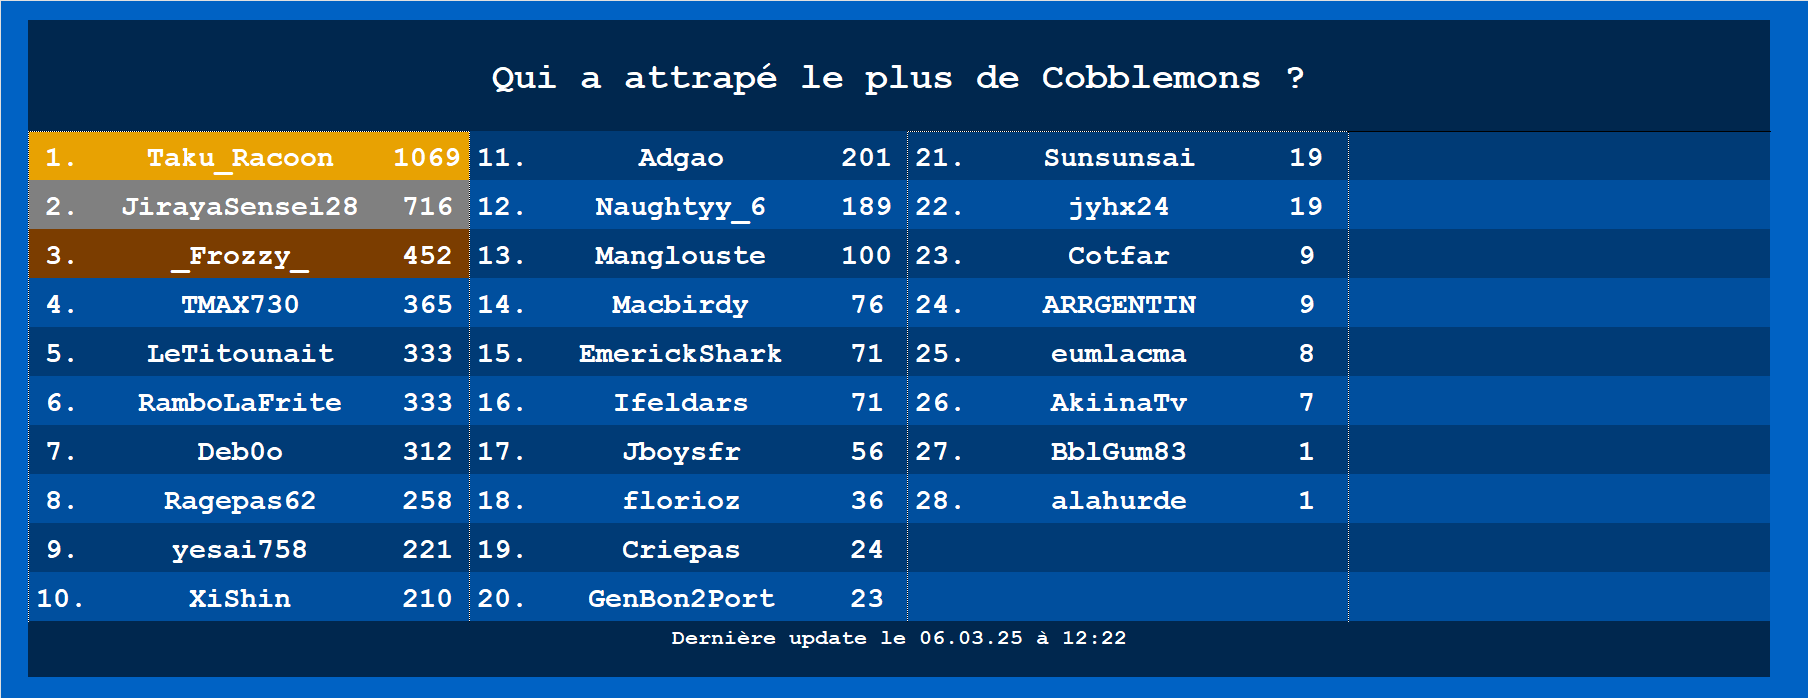 Qui a attrapé le plus de Cobblemons ?
1. Taku_Racoon 1069
2. JirayaSensei28 716
3. _Frozzy_ 452
4. TMAX730 365
5. LeTitounait 333
6. RamboLaFrite 333
7. Deb0o 312
8. Ragepas62 258
9. yesai758 221
10. XiShin 210
11. Adgao 201
12. Naughtyy_6 189
13. Manglouste 100
14. Macbirdy 76
15. EmerickShark 71
16. Ifeldars 71
17. Jboysfr 56
18. florioz 36
19. Criepas 24
20. GenBon2Port 23
21. Sunsunsai 19
22. jyhx24 19
23. Cotfar 9
24. ARRGENTIN 9
25. eumlacma 8
26. AkiinaTv 7
27. BblGum83 1
28. alahurde 1
Dernière update le 06.03.25 à 12:22